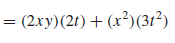 = (2xy)(2t) + (x²)(3t²)